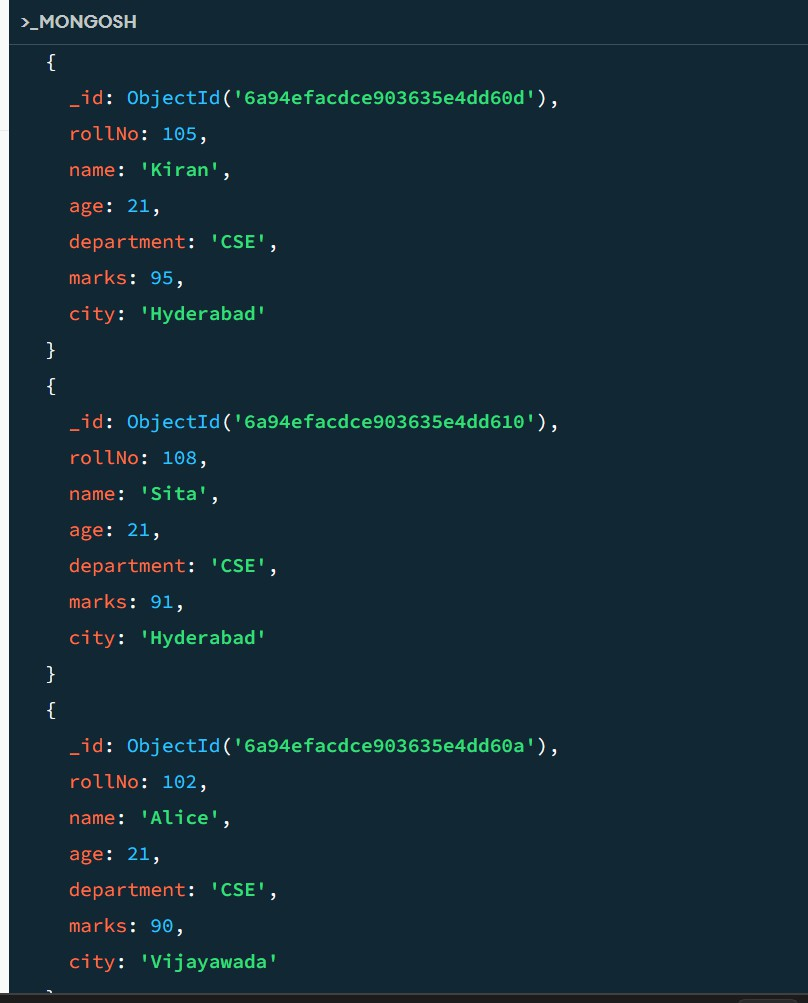 >_MONGOSH
{
_id: ObjectId('6a94efacdce903635e4dd60d'),
rollNo: 105,
name: 'Kiran',
age: 21,
department: 'CSE',
marks: 95,
city: 'Hyderabad'
}
{
_id: ObjectId('6a94efacdce903635e4dd610'),
rollNo: 108,
name: 'Sita',
age: 21,
department: 'CSE',
marks: 91,
city: 'Hyderabad'
}
{
_id: ObjectId('6a94efacdce903635e4dd60a'),
rollNo: 102,
name: 'Alice',
age: 21,
department: 'CSE',
marks: 90,
city: 'Vijayawada'
}